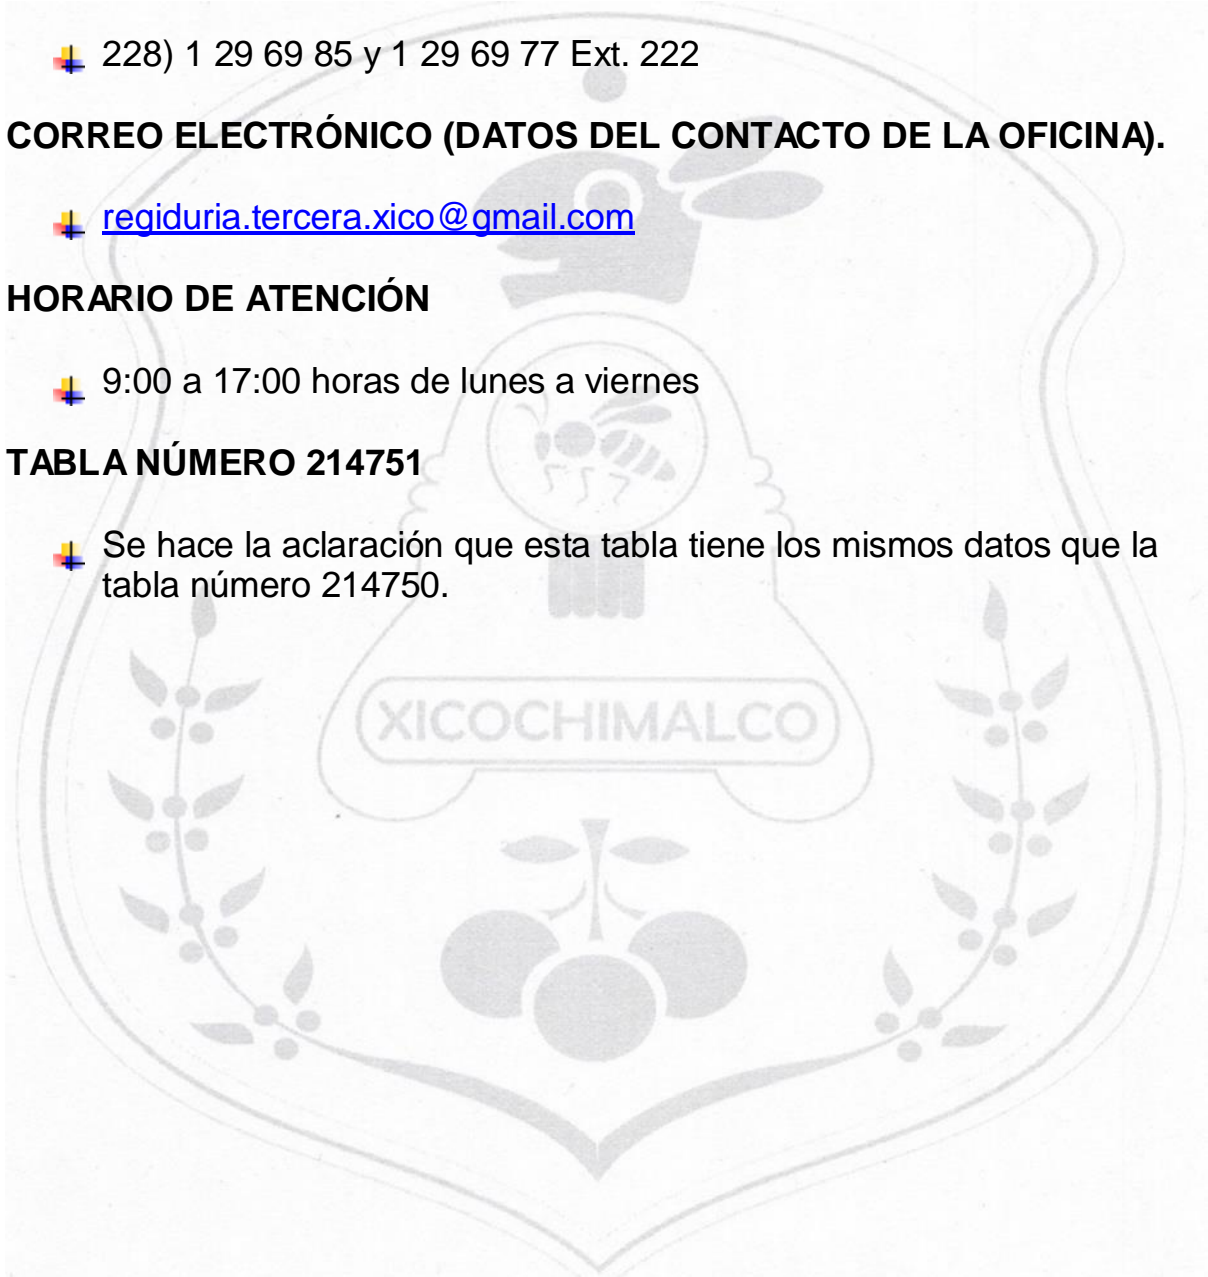 228) 1 29 69 85 y 1 29 69 77 Ext. 222
CORREO ELECTRÓNICO (DATOS DEL CONTACTO DE LA OFICINA).
regiduria.tercera.xico@gmail.com
HORARIO DE ATENCIÓN
9:00 a 17:00 horas de lunes a viernes
TABLA NÚMERO 214751
Se hace la aclaración que esta tabla tiene los mismos datos que la
tabla número 214750.
XICOCHIMALCO